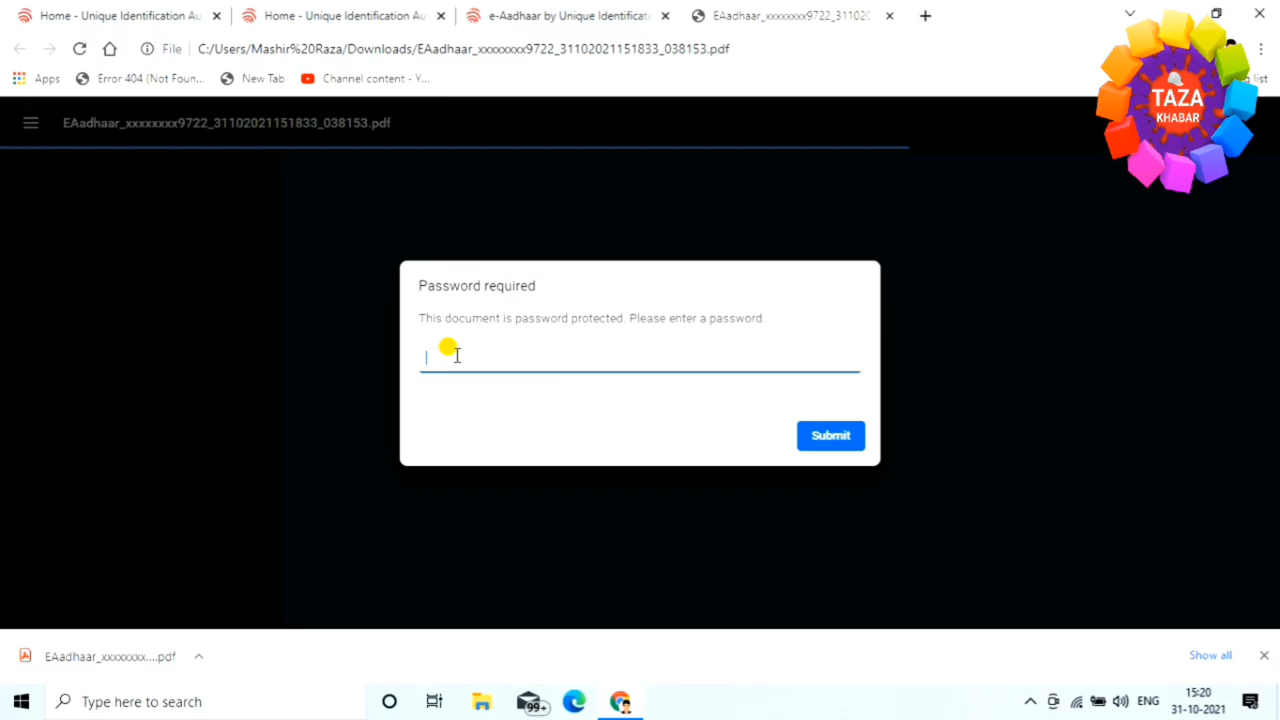 Home - Unique Identification Au
Home - Unique Identification Au
e-Aadhaar by Unique Identificat
EAadhaar_xxxxxxxx9722_311020
File
C:/Users/Mashir%20Raza/Downloads/EAadhaar_xxxxxxxx9722_31102021151833_038153.pdf
Apps
Error 404 (Not Foun...
New Tab
Channel content - Y...
list
TAZA
KHABAR
EAadhaar_xxxxxxxx9722_31102021151833_038153.pdf
Password required
This document is password protected. Please enter a password.
Submit
EAadhaar_xxxxxxxx....pdf
Show all
Type here to search
99+
ENG
15:20
31-10-2021